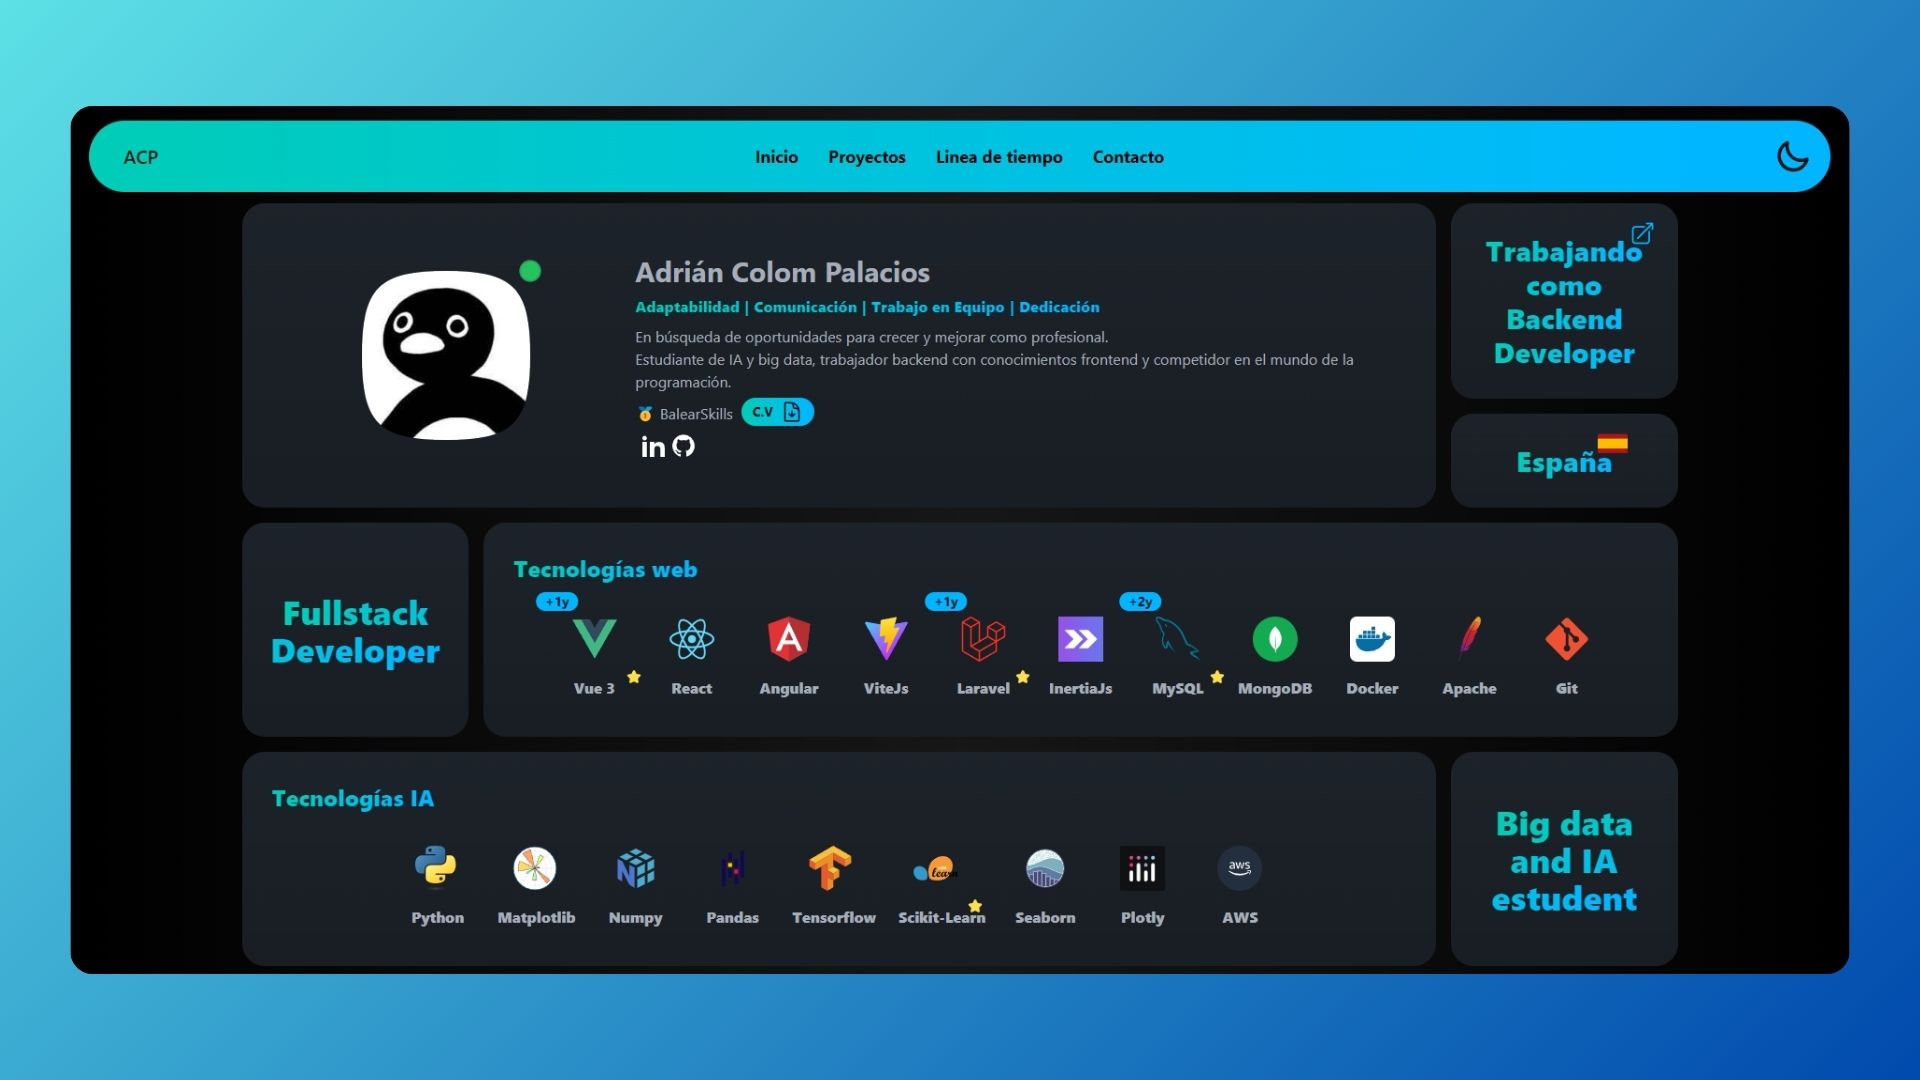 ACP
Inicio
Proyectos
Linea de tiempo
Contacto
Adrián Colom Palacios
Adaptabilidad | Comunicación | Trabajo en Equipo | Dedicación
En búsqueda de oportunidades para crecer y mejorar como profesional.
Estudiante de IA y big data, trabajador backend con conocimientos frontend y competidor en el mundo de la
programación.
BalearSkills
C.V
in
Trabajando
como
Backend
Developer
España
Fullstack
Developer
Tecnologías web
+1y
+1y
+2y
Vue 3
React
Angular
ViteJs
Laravel
InertiaJs
MySQL
MongoDB
Docker
Apache
Git
Tecnologías IA
learn
aws
Python
Matplotlib
Numpy
Pandas
Tensorflow
Scikit-Learn
Seaborn
Plotly
AWS
Big data
and IA
estudent